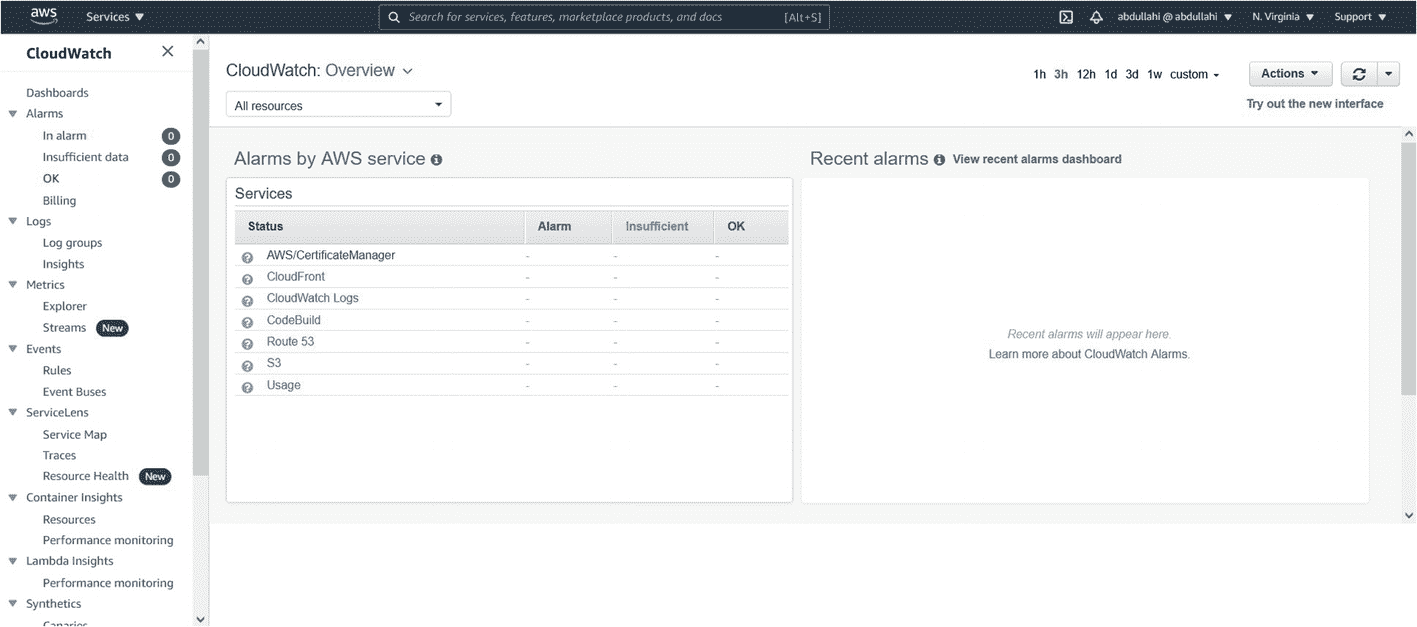 aws Services Search for services, features, marketplace products, and docs [Alt+S] abdullahi @ abdullahi N. Virginia Support
CloudWatch
Dashboards
Alarms
In alarm 0
Insufficient data 0
OK 0
Billing
Logs
Log groups
Insights
Metrics
Explorer
Streams New
Events
Rules
Event Buses
ServiceLens
Service Map
Traces
Resource Health New
Container Insights
Resources
Performance monitoring
Lambda Insights
Performance monitoring
Synthetics
Canaries
CloudWatch: Overview
1h 3h 12h 1d 3d 1w custom Actions
All resources
Try out the new interface
Alarms by AWS service
Services
Status Alarm Insufficient OK
AWS/CertificateManager - - -
CloudFront - - -
CloudWatch Logs - - -
CodeBuild - - -
Route 53 - - -
S3 - - -
Usage - - -
Recent alarms View recent alarms dashboard
Recent alarms will appear here.
Learn more about CloudWatch Alarms.